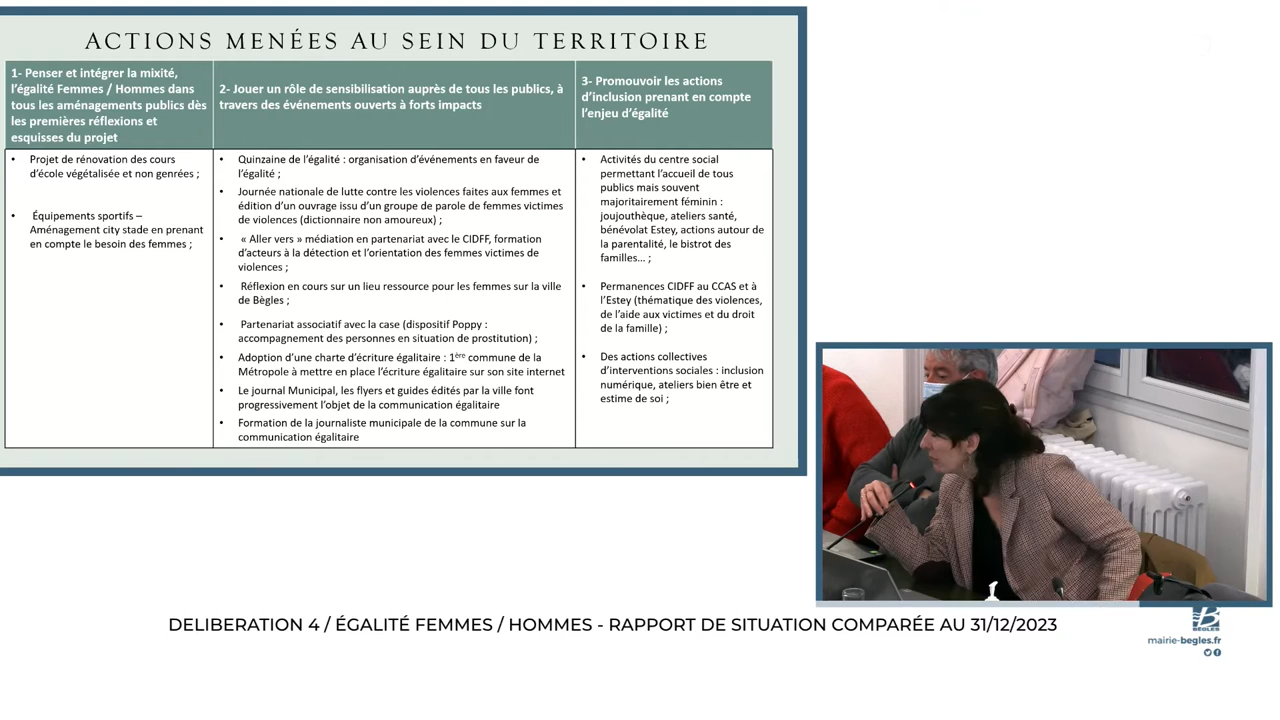 ACTIONS MENÉES AU SEIN DU TERRITOIRE
1- Penser et intégrer la mixité,
l'égalité Femmes / Hommes dans
tous les aménagements publics dès
les premières réflexions et
esquisses du projet
2- Jouer un rôle de sensibilisation auprès de tous les publics, à
travers des événements ouverts à forts impacts
3- Promouvoir les actions
d'inclusion prenant en compte
l'enjeu d'égalité
• Projet de rénovation des cours
d'école végétalisée et non genrées ;
• Équipements sportifs –
Aménagement city stade en prenant
en compte le besoin des femmes ;
• Quinzaine de l'égalité : organisation d'événements en faveur de
l'égalité ;
• Journée nationale de lutte contre les violences faites aux femmes et
édition d'un ouvrage issu d'un groupe de parole de femmes victimes
de violences (dictionnaire non amoureux) ;
• « Aller vers » médiation en partenariat avec le CIDFF, formation
d'acteurs à la détection et l'orientation des femmes victimes de
violences ;
• Réflexion en cours sur un lieu ressource pour les femmes sur la ville
de Bègles ;
• Partenariat associatif avec la case (dispositif Poppy :
accompagnement des personnes en situation de prostitution) ;
• Adoption d'une charte d'écriture égalitaire : 1ère commune de la
Métropole à mettre en place l'écriture égalitaire sur son site internet
• Le journal Municipal, les flyers et guides édités par la ville font
progressivement l'objet de la communication égalitaire
• Formation de la journaliste municipale de la commune sur la
communication égalitaire
• Activités du centre social
permettant l'accueil de tous
publics mais souvent
majoritairement féminin :
joujouthèque, ateliers santé,
bénévolat Estey, actions autour de
la parentalité, le bistrot des
familles… ;
• Permanences CIDFF au CCAS et à
l'Estey (thématique des violences,
de l'aide aux victimes et du droit
de la famille) ;
• Des actions collectives
d'interventions sociales : inclusion
numérique, ateliers bien être et
estime de soi ;
DELIBERATION 4 / ÉGALITÉ FEMMES / HOMMES - RAPPORT DE SITUATION COMPARÉE AU 31/12/2023
BÈGLES
mairie-begles.fr